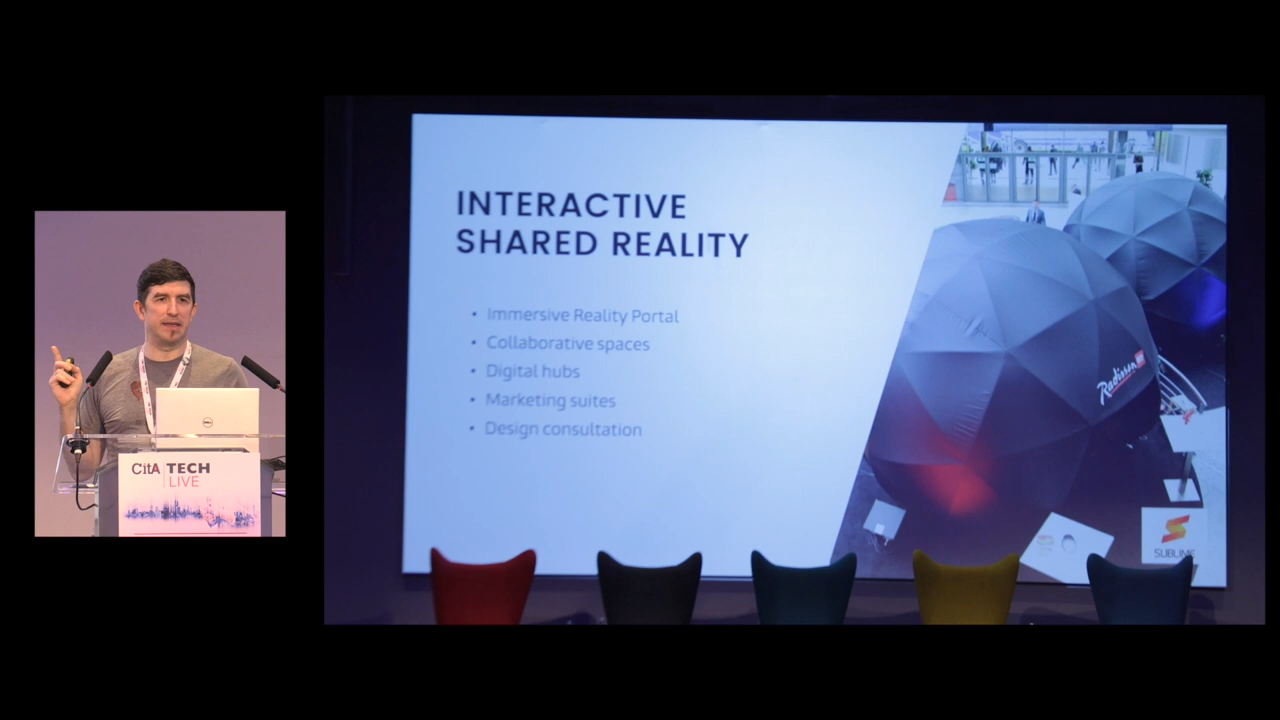 INTERACTIVE
SHARED REALITY
• Immersive Reality Portal
• Collaborative spaces
• Digital hubs
• Marketing suites
• Design consultation
Radisson
SUBLIME
DELL
CitA TECH
LIVE